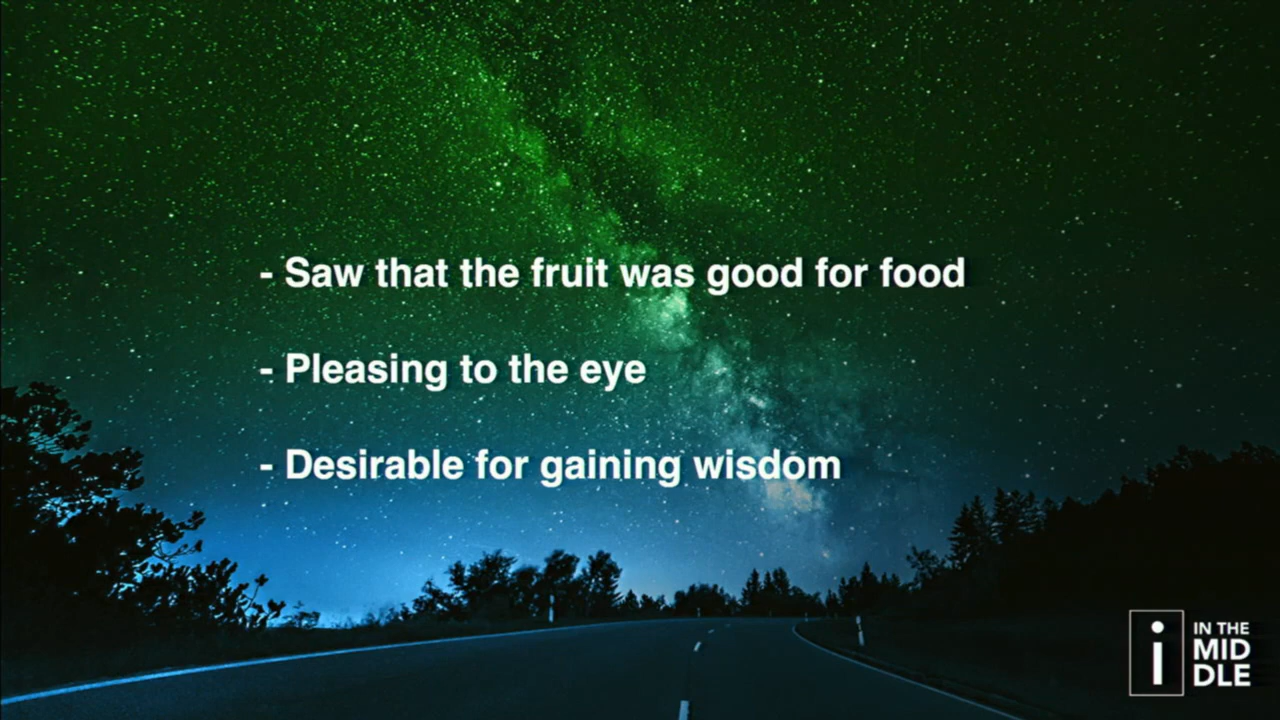 - Saw that the fruit was good for food
- Pleasing to the eye
- Desirable for gaining wisdom
i
IN THE
MID
DLE